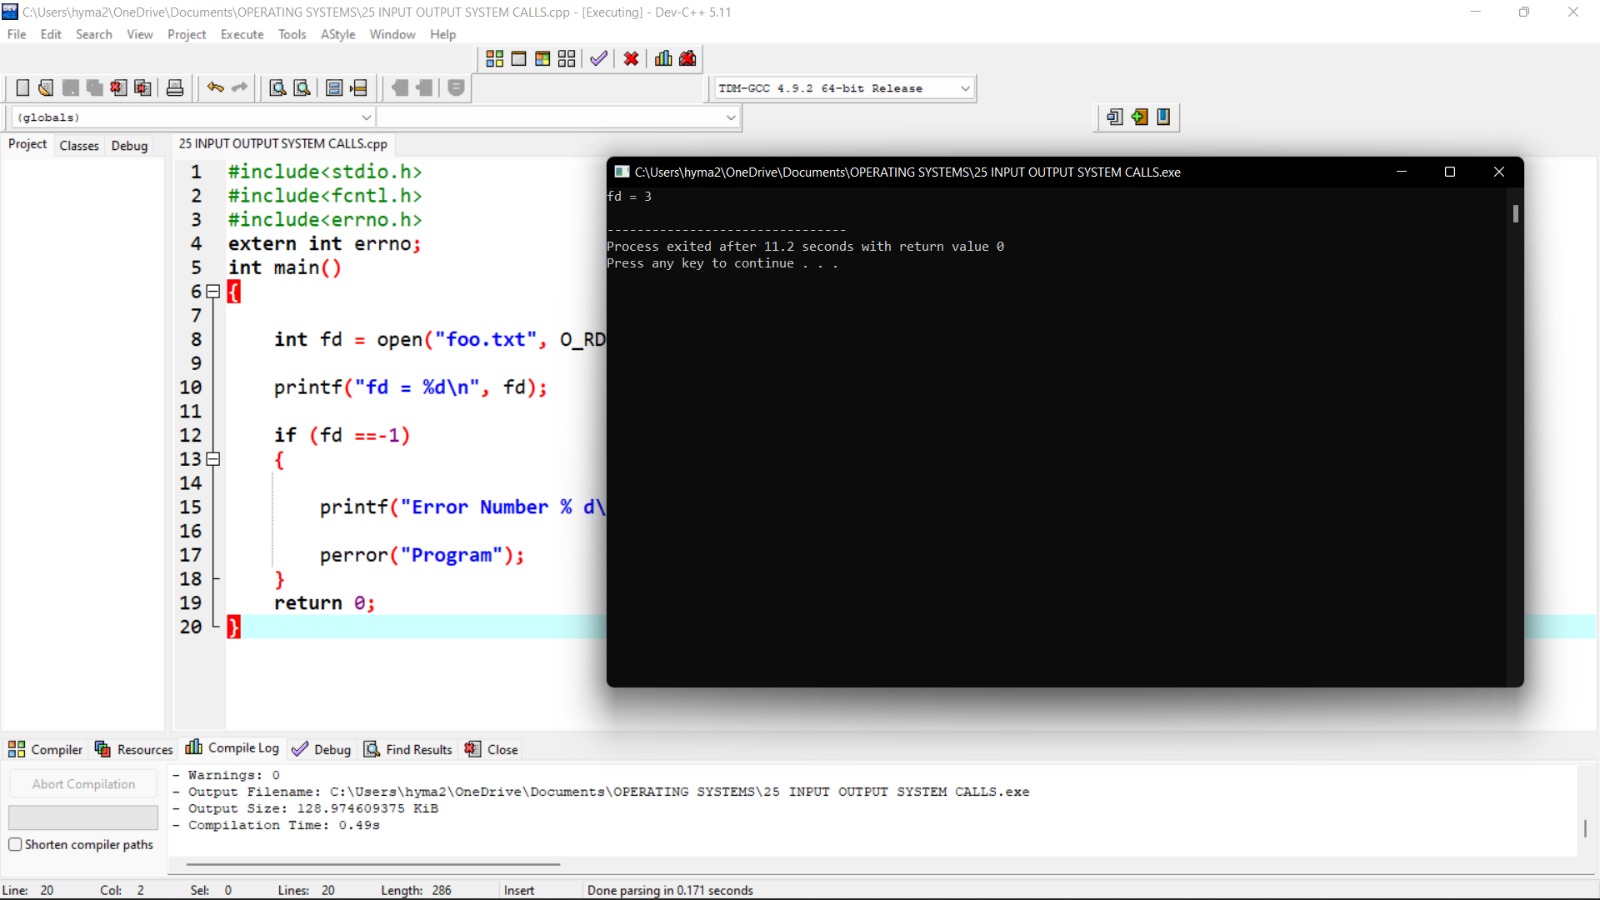 C:\Users\hyma2\OneDrive\Documents\OPERATING SYSTEMS\25 INPUT OUTPUT SYSTEM CALLS.cpp - [Executing] - Dev-C++ 5.11
File Edit Search View Project Execute Tools AStyle Window Help
TDM-GCC 4.9.2 64-bit Release
(globals)
Project Classes Debug
25 INPUT OUTPUT SYSTEM CALLS.cpp
1 #include<stdio.h>
2 #include<fcntl.h>
3 #include<errno.h>
4 extern int errno;
5 int main()
6 {
7
8 int fd = open("foo.txt", O_RD
9
10 printf("fd = %d\n", fd);
11
12 if (fd ==-1)
13 {
14
15 printf("Error Number % d\
16
17 perror("Program");
18 }
19 return 0;
20 }
C:\Users\hyma2\OneDrive\Documents\OPERATING SYSTEMS\25 INPUT OUTPUT SYSTEM CALLS.exe
fd = 3
--------------------------------
Process exited after 11.2 seconds with return value 0
Press any key to continue . . .
Compiler Resources Compile Log Debug Find Results Close
Abort Compilation
Shorten compiler paths
- Warnings: 0
- Output Filename: C:\Users\hyma2\OneDrive\Documents\OPERATING SYSTEMS\25 INPUT OUTPUT SYSTEM CALLS.exe
- Output Size: 128.974609375 KiB
- Compilation Time: 0.49s
Line: 20 Col: 2 Sel: 0 Lines: 20 Length: 286 Insert Done parsing in 0.171 seconds